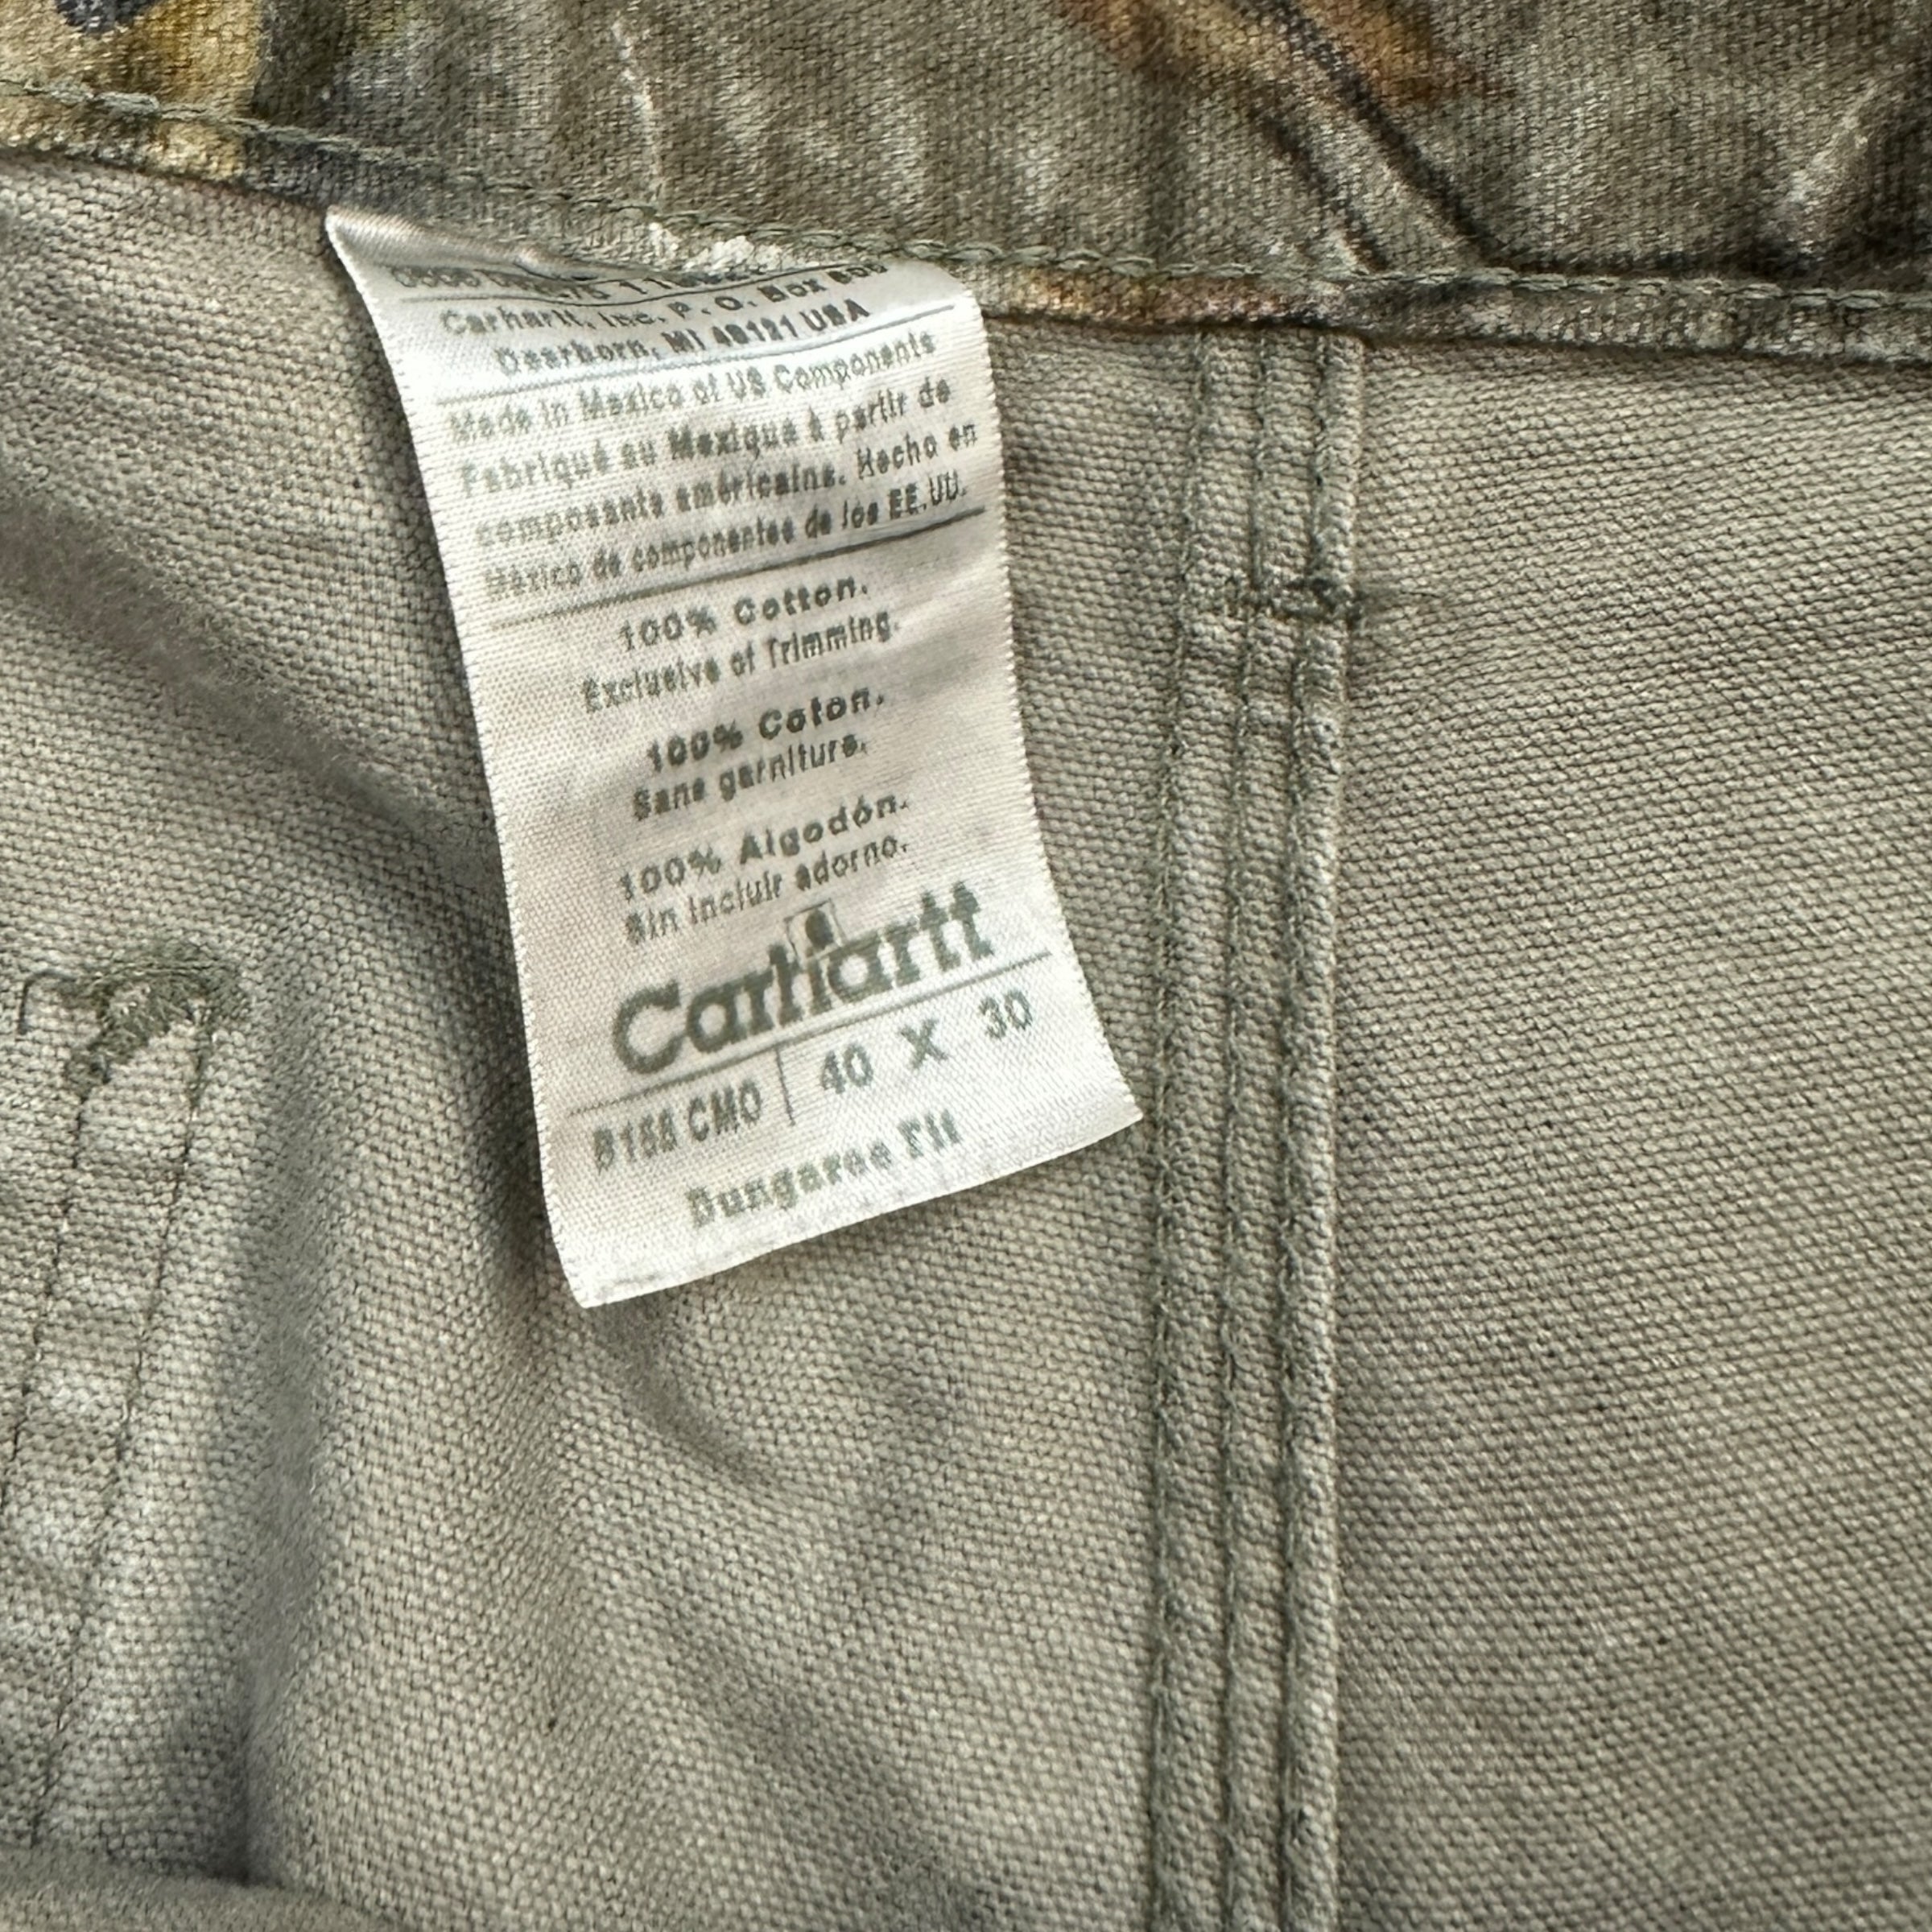 Carhartt, Inc. P. O. Box 600
Dearborn, MI 48121 USA
Made in Mexico of US Components
Fabriqué au Mexique à partir de
composants américains. Hecho en
México de componentes de los EE.UU.
100% Cotton.
Exclusive of Trimming.
100% Coton.
Sans garniture.
100% Algodón.
Sin incluir adorno.
Carhartt
CMO 40 X 30
Dungaree Fit